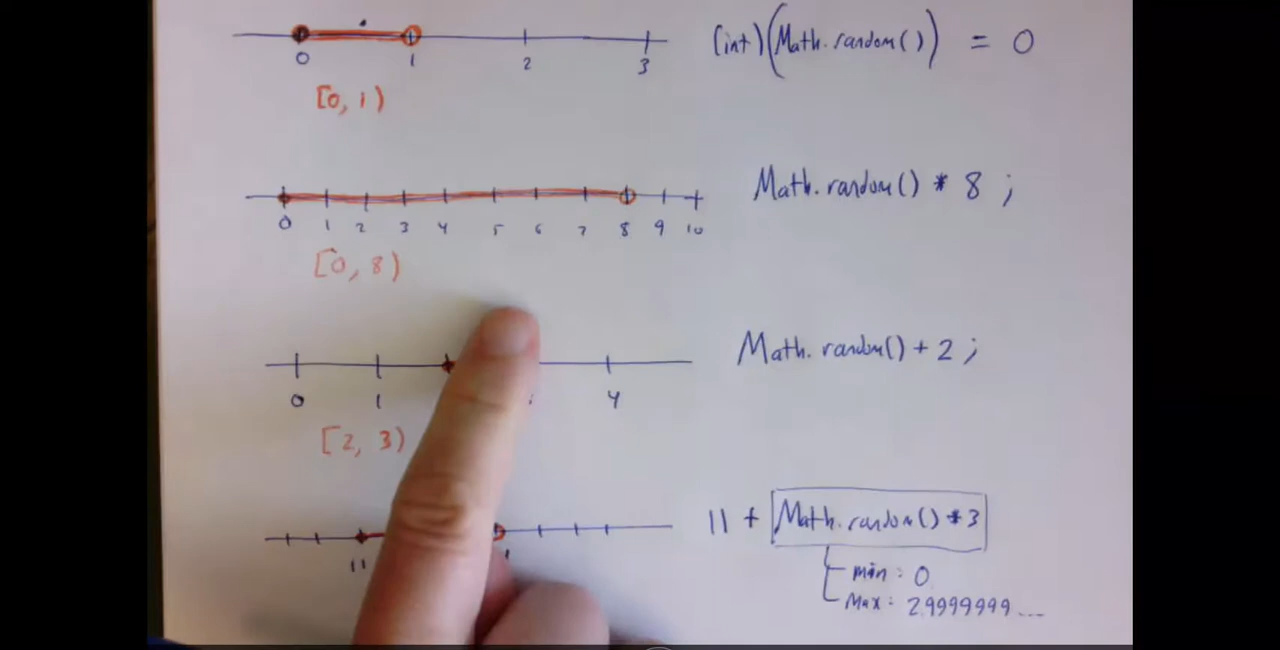 (int)(Math.random()) = 0
0 1 2 3
[0, 1)
Math.random() * 8 ;
0 1 2 3 4 5 6 7 8 9 10
[0, 8)
Math.random() + 2 ;
0 1 4
[2, 3)
11 + Math.random() * 3
11
min : 0
Max : 2.9999999 ...